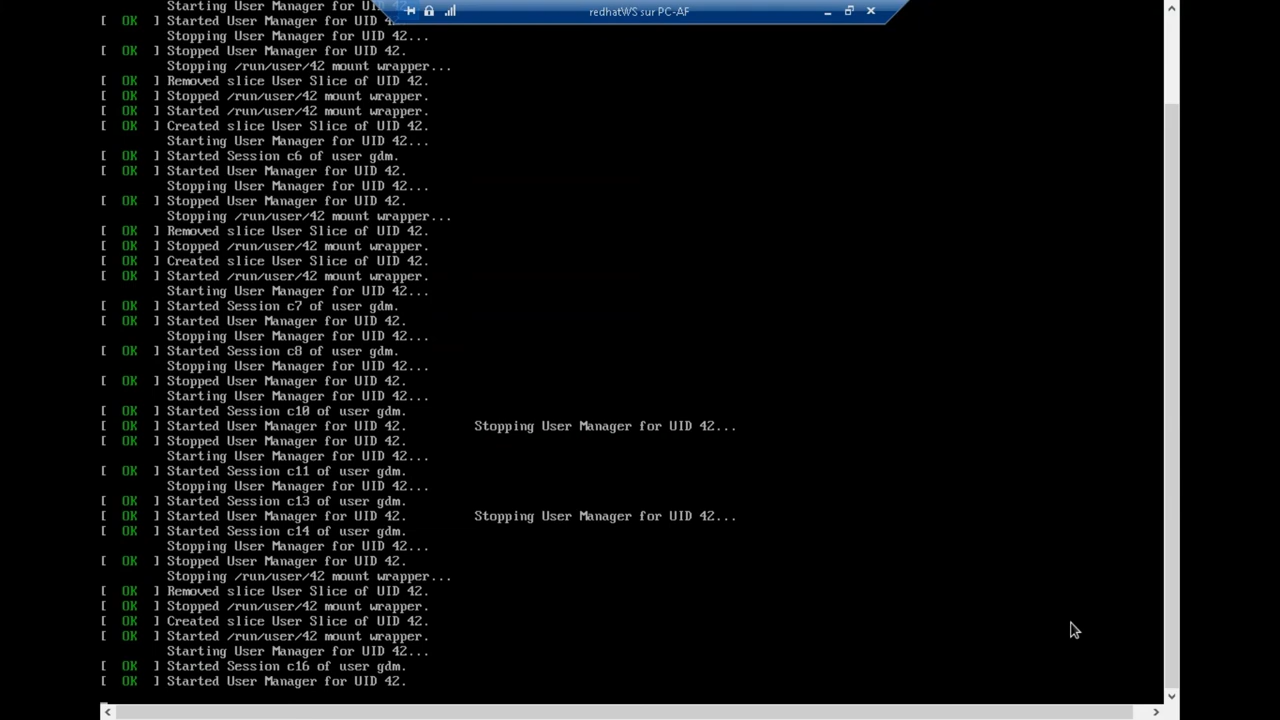 Starting User Manager for UID
redhatWS sur PC-AF
[ OK ] Started User Manager for UID 4
Stopping User Manager for UID 42...
[ OK ] Stopped User Manager for UID 42.
Stopping /run/user/42 mount wrapper...
[ OK ] Removed slice User Slice of UID 42.
[ OK ] Stopped /run/user/42 mount wrapper.
[ OK ] Started /run/user/42 mount wrapper.
[ OK ] Created slice User Slice of UID 42.
Starting User Manager for UID 42...
[ OK ] Started Session c6 of user gdm.
[ OK ] Started User Manager for UID 42.
Stopping User Manager for UID 42...
[ OK ] Stopped User Manager for UID 42.
Stopping /run/user/42 mount wrapper...
[ OK ] Removed slice User Slice of UID 42.
[ OK ] Stopped /run/user/42 mount wrapper.
[ OK ] Created slice User Slice of UID 42.
[ OK ] Started /run/user/42 mount wrapper.
Starting User Manager for UID 42...
[ OK ] Started Session c7 of user gdm.
[ OK ] Started User Manager for UID 42.
Stopping User Manager for UID 42...
[ OK ] Started Session c8 of user gdm.
Stopping User Manager for UID 42...
[ OK ] Stopped User Manager for UID 42.
Starting User Manager for UID 42...
[ OK ] Started Session c10 of user gdm.
[ OK ] Started User Manager for UID 42. Stopping User Manager for UID 42...
[ OK ] Stopped User Manager for UID 42.
Starting User Manager for UID 42...
[ OK ] Started Session c11 of user gdm.
Stopping User Manager for UID 42...
[ OK ] Started Session c13 of user gdm.
[ OK ] Started User Manager for UID 42. Stopping User Manager for UID 42...
[ OK ] Started Session c14 of user gdm.
Stopping User Manager for UID 42...
[ OK ] Stopped User Manager for UID 42.
Stopping /run/user/42 mount wrapper...
[ OK ] Removed slice User Slice of UID 42.
[ OK ] Stopped /run/user/42 mount wrapper.
[ OK ] Created slice User Slice of UID 42.
[ OK ] Started /run/user/42 mount wrapper.
Starting User Manager for UID 42...
[ OK ] Started Session c16 of user gdm.
[ OK ] Started User Manager for UID 42.